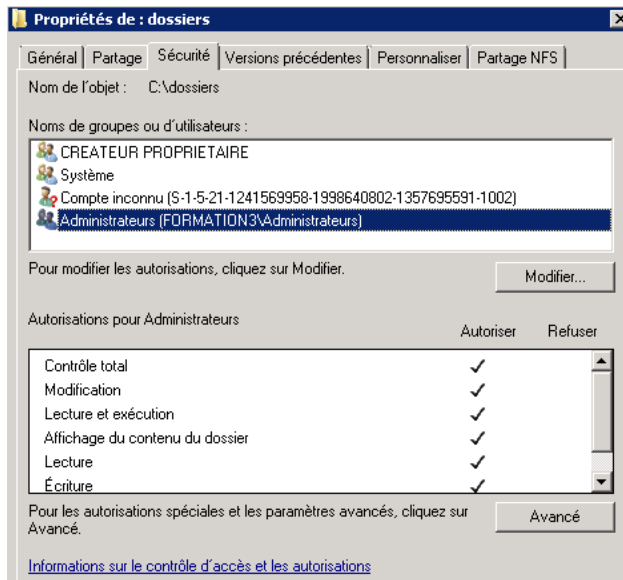 Propriétés de : dossiers
Général Partage Sécurité Versions précédentes Personnaliser Partage NFS
Nom de l'objet : C:\dossiers
Noms de groupes ou d'utilisateurs :
CREATEUR PROPRIETAIRE
Système
Compte inconnu (S-1-5-21-1241569958-1998640802-1357695591-1002)
Administrateurs (FORMATION3\Administrateurs)
Pour modifier les autorisations, cliquez sur Modifier.
Modifier...
Autorisations pour Administrateurs
Autoriser Refuser
Contrôle total
Modification
Lecture et exécution
Affichage du contenu du dossier
Lecture
Écriture
Pour les autorisations spéciales et les paramètres avancés, cliquez sur
Avancé.
Avancé
Informations sur le contrôle d'accès et les autorisations